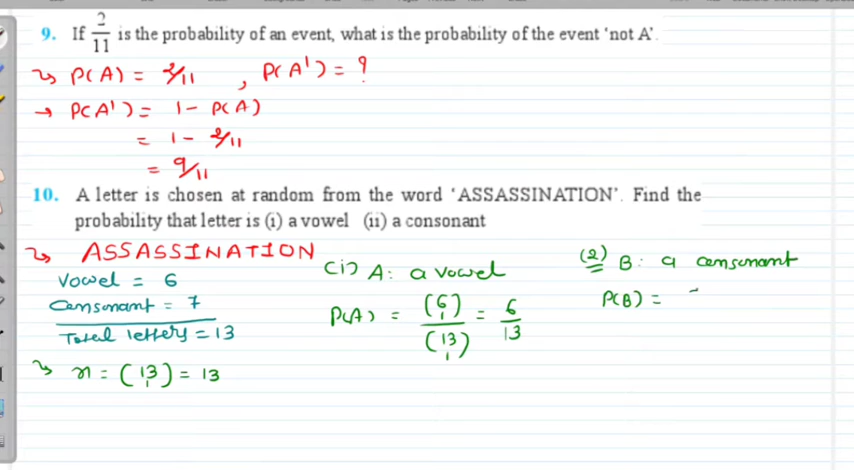 9. If 2/11 is the probability of an event, what is the probability of the event ‘not A’.
→ P(A) = 2/11 , P(A') = ?
→ P(A') = 1 - P(A)
= 1 - 2/11
= 9/11
10. A letter is chosen at random from the word ‘ASSASSINATION’. Find the
probability that letter is (i) a vowel (ii) a consonant
→ ASSASSINATION
Vowel = 6
Consonant = 7
Total letters = 13
→ n = (13 1) = 13
(i) A: a vowel
P(A) = (6 1)/(13 1) = 6/13
(2) B: a consonant
P(B) =